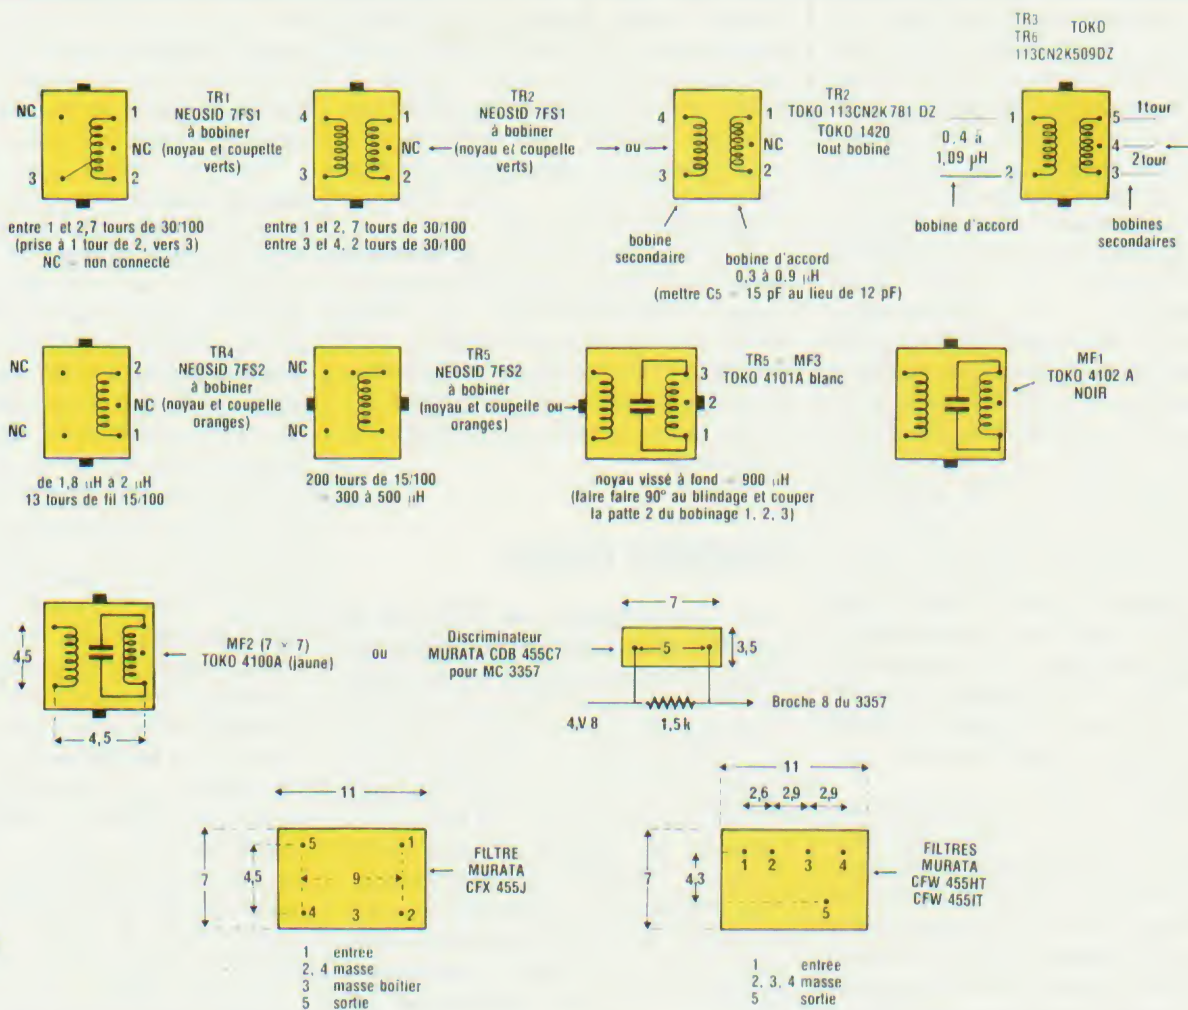 TR1
NEOSID 7FS1
à bobiner
(noyau et coupelle
verts)
NC
1
NC
3
2
entre 1 et 2,7 tours de 30/100
(prise à 1 tour de 2, vers 3)
NC = non connecté
TR2
NEOSID 7FS1
à bobiner
(noyau et coupelle
verts)
4
1
NC
3
2
entre 1 et 2, 7 tours de 30/100
entre 3 et 4, 2 tours de 30/100
ou
TR2
TOKO 113CN2K781 DZ
TOKO 1420
tout bobine
4
1
NC
3
2
bobine
secondaire
bobine d'accord
0,3 à 0.9 µH
(mettre C5 = 15 pF au lieu de 12 pF)
TR3
TR6
TOKO
113CN2K509DZ
1
5
1 tour
0,4 à
1,09 µH
4
2
3
2 tour
bobine d'accord
bobines
secondaires
NC
2
NC
NC
1
TR4
NEOSID 7FS2
à bobiner
(noyau et coupelle
oranges)
de 1,8 µH à 2 µH
13 tours de fil 15/100
NC
NC
TR5
NEOSID 7FS2
à bobiner
(noyau et coupelle
oranges)
ou
200 tours de 15/100
= 300 à 500 µH
3
2
1
TR5 = MF3
TOKO 4101A blanc
noyau vissé à fond = 900 µH
(faire faire 90° au blindage et couper
la patte 2 du bobinage 1, 2, 3)
MF1
TOKO 4102 A
NOIR
4,5
4,5
MF2 (7 × 7)
TOKO 4100A (jaune)
ou
Discriminateur
MURATA CDB 455C7
pour MC 3357
7
5
3,5
4,V 8
1,5 k
Broche 8 du 3357
11
7
4,5
9
5
1
4
3
2
FILTRE
MURATA
CFX 455J
1 entrée
2, 4 masse
3 masse boîtier
5 sortie
11
2,6
2,9
2,9
7
4,3
1
2
3
4
5
FILTRES
MURATA
CFW 455HT
CFW 455IT
1 entrée
2, 3, 4 masse
5 sortie